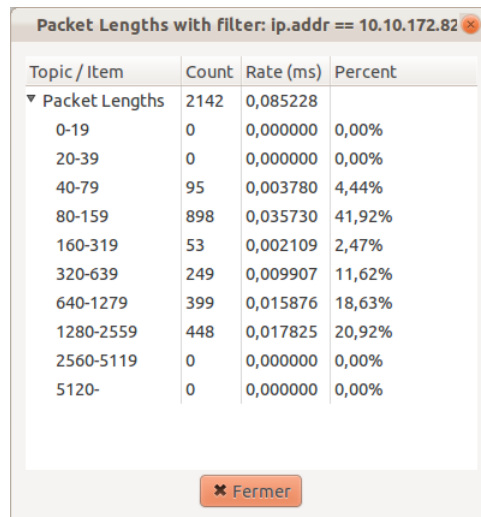 Packet Lengths with filter: ip.addr == 10.10.172.82
Topic / Item Count Rate (ms) Percent
Packet Lengths 2142 0,085228
0-19 0 0,000000 0,00%
20-39 0 0,000000 0,00%
40-79 95 0,003780 4,44%
80-159 898 0,035730 41,92%
160-319 53 0,002109 2,47%
320-639 249 0,009907 11,62%
640-1279 399 0,015876 18,63%
1280-2559 448 0,017825 20,92%
2560-5119 0 0,000000 0,00%
5120- 0 0,000000 0,00%
Fermer